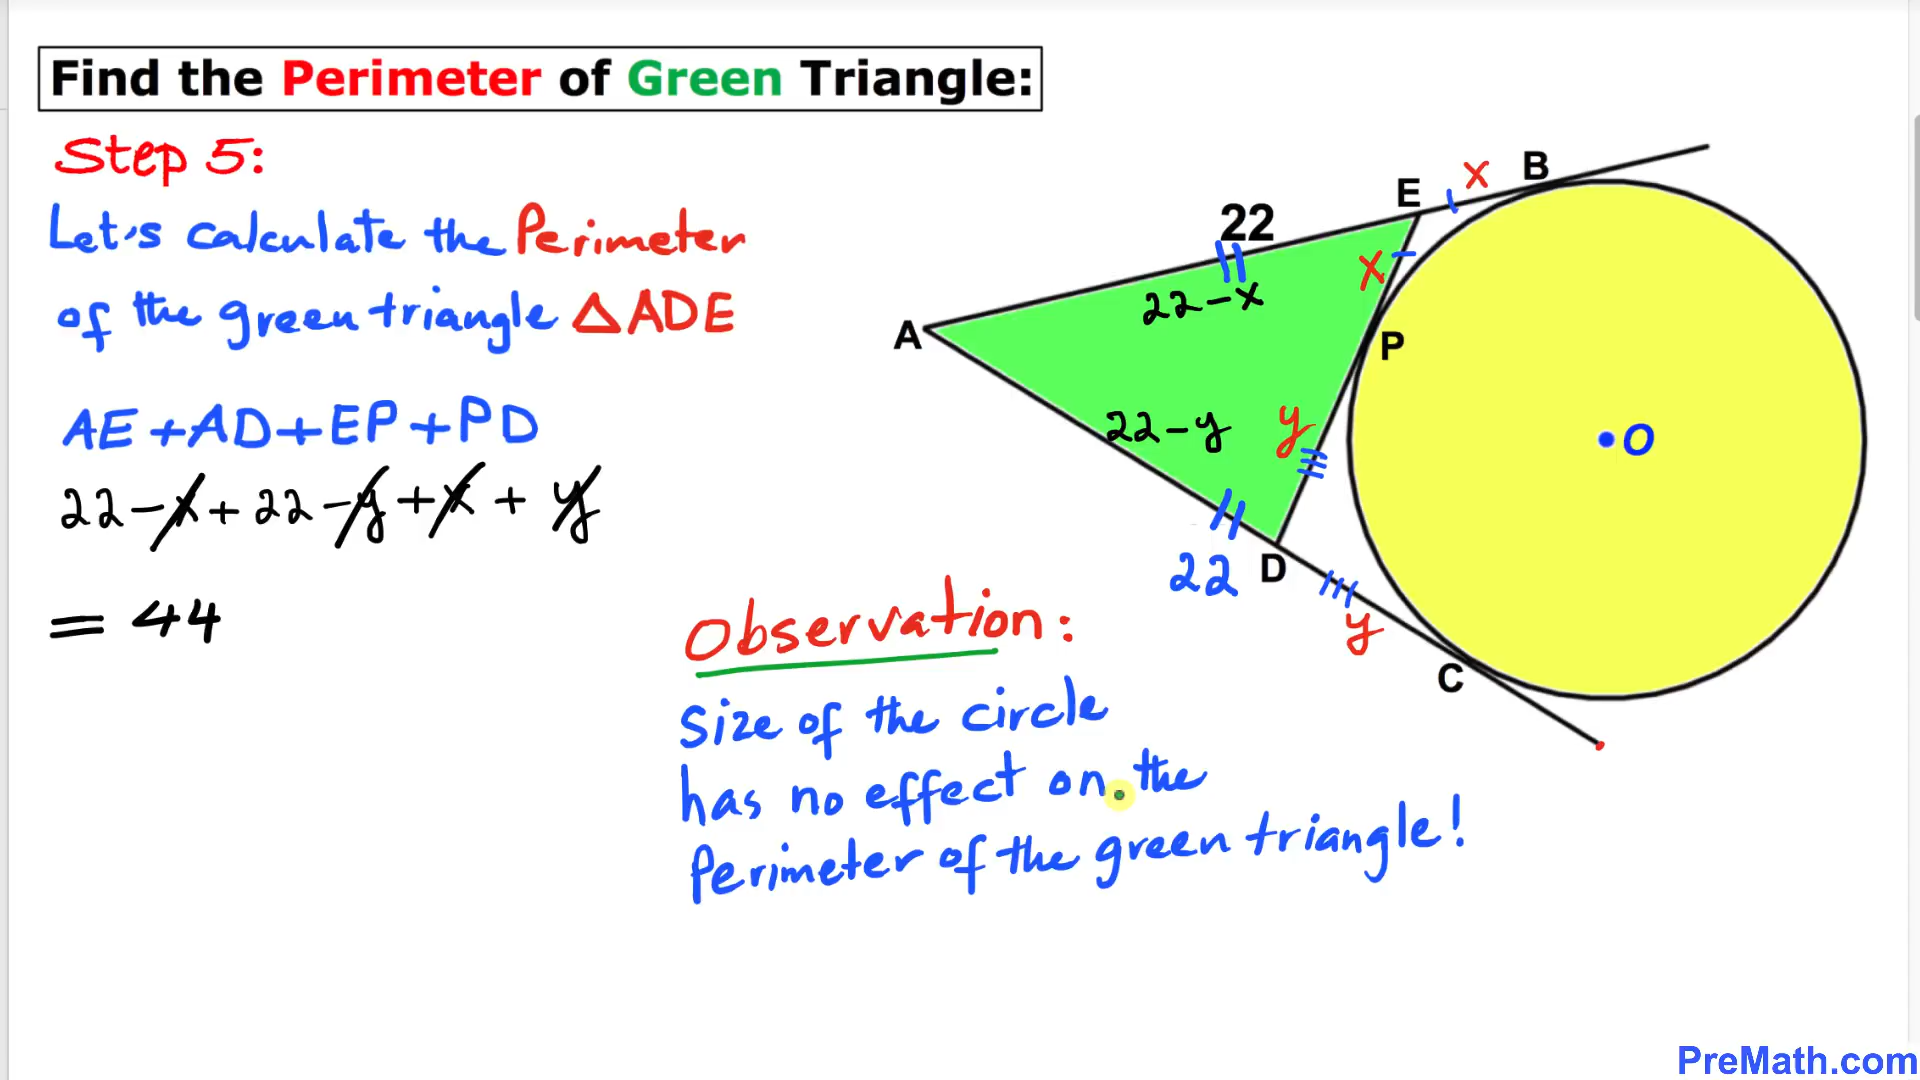 Find the Perimeter of Green Triangle:
Step 5:
Let's calculate the Perimeter
of the green triangle △ADE
AE+AD+EP+PD
22-x+22-y+x+y
= 44
A
22
22-x
E
x
B
x
P
22-y
y
O
22
D
y
C
Observation:
Size of the circle
has no effect on the
Perimeter of the green triangle!
PreMath.com